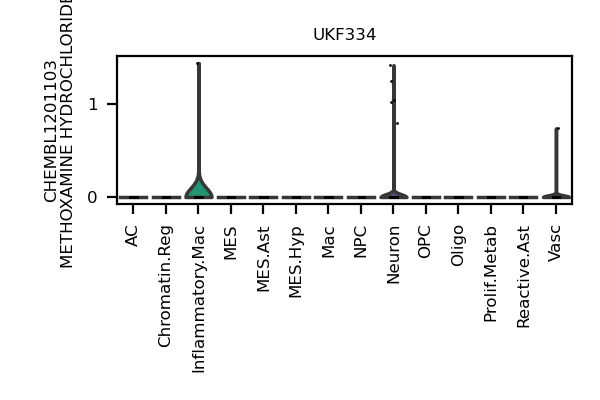 UKF334
CHEMBL1201103
METHOXAMINE HYDROCHLORIDE
1
0
AC
Chromatin.Reg
Inflammatory.Mac
MES
MES.Ast
MES.Hyp
Mac
NPC
Neuron
OPC
Oligo
Prolif.Metab
Reactive.Ast
Vasc